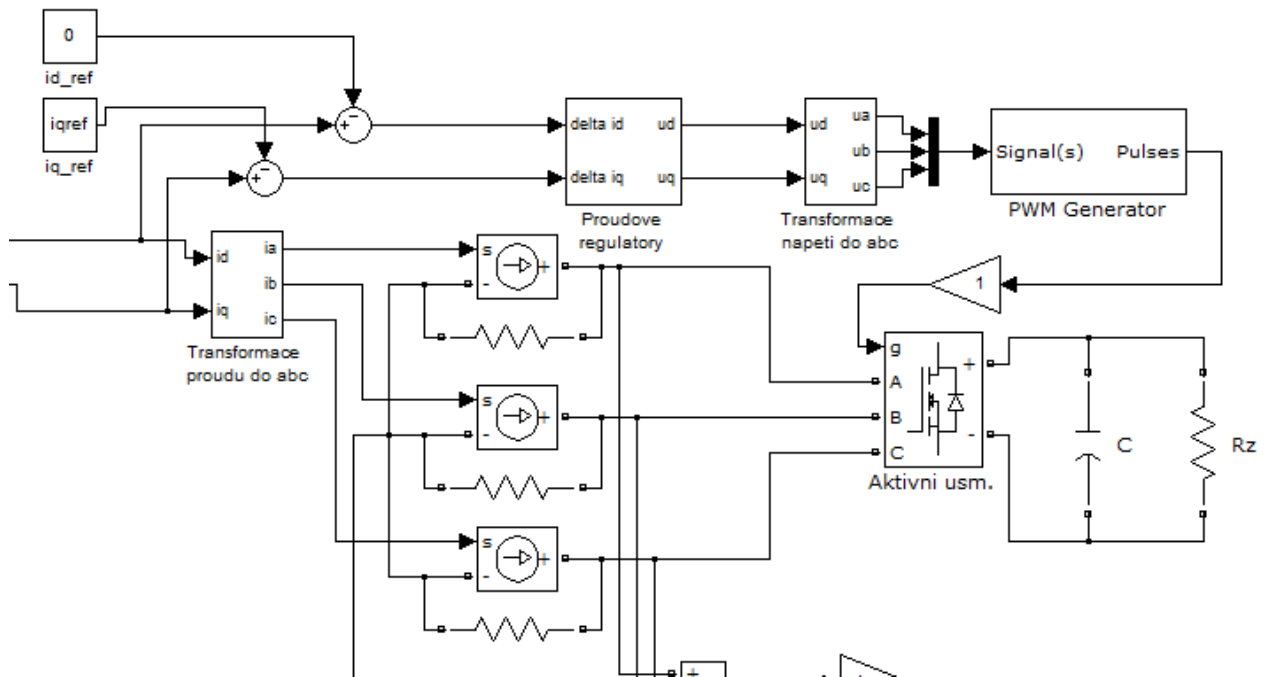 0
id_ref
iqref
iq_ref
+
-
+
-
delta id
ud
delta iq
uq
Proudove
regulatory
ud
ua
ub
uq
uc
Transformace
napeti do abc
Signal(s)
Pulses
PWM Generator
id
ia
ib
iq
ic
Transformace
proudu do abc
s
-
+
s
-
+
s
-
+
1
g
A
B
C
+
-
Aktivni usm.
C
Rz
+